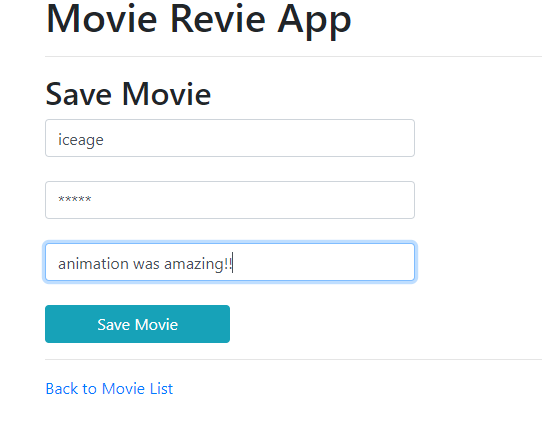 Movie Revie App
Save Movie
iceage
*****
animation was amazing!!
Save Movie
Back to Movie List